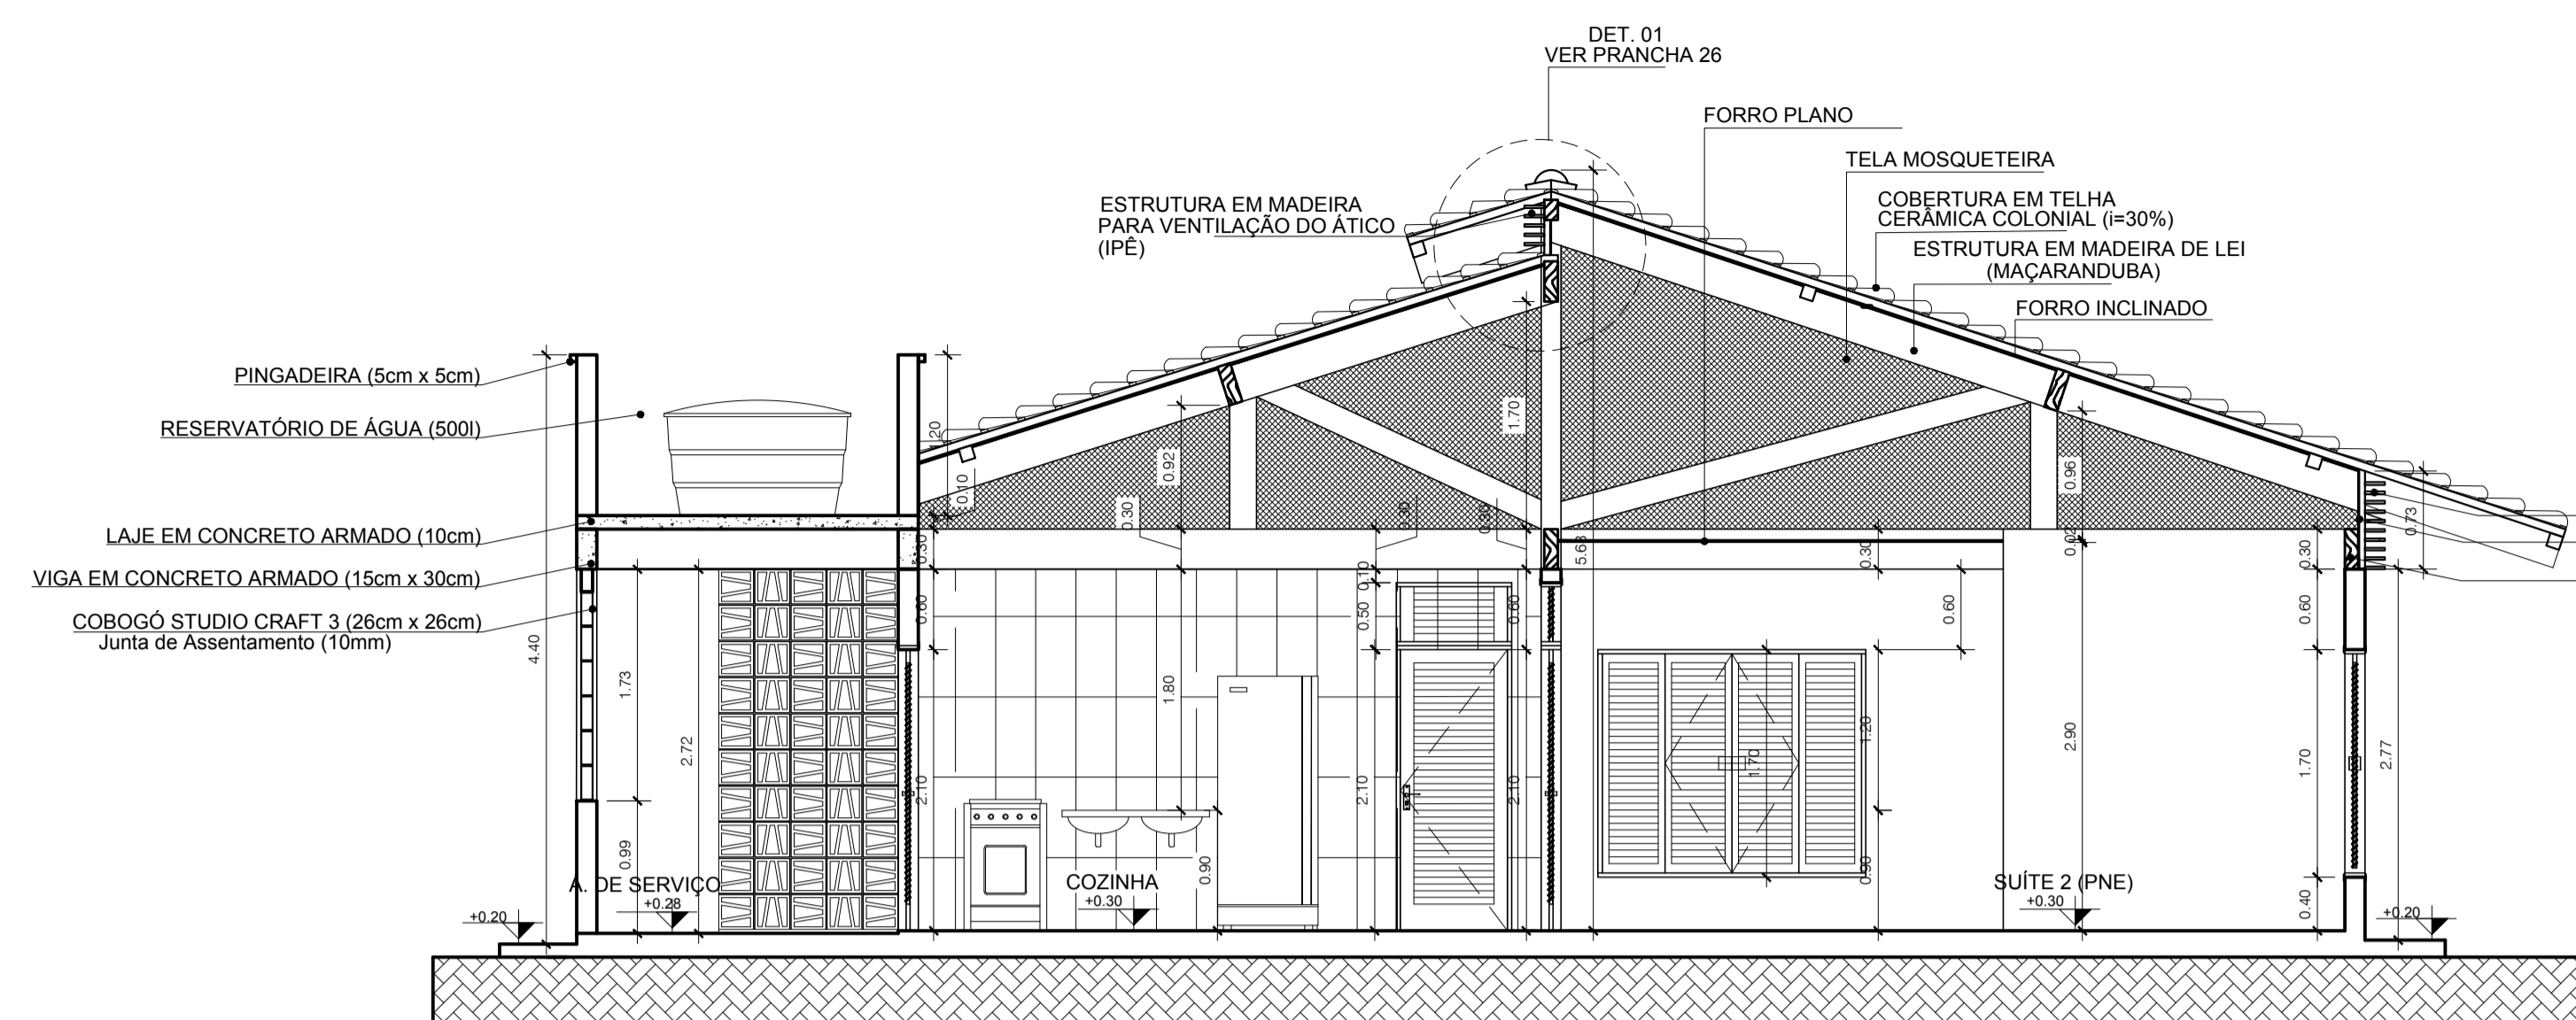 DET. 01
VER PRANCHA 26
FORRO PLANO
TELA MOSQUETEIRA
ESTRUTURA EM MADEIRA
PARA VENTILAÇÃO DO ÁTICO
(IPÊ)
COBERTURA EM TELHA
CERÂMICA COLONIAL (i=30%)
ESTRUTURA EM MADEIRA DE LEI
(MAÇARANDUBA)
FORRO INCLINADO
PINGADEIRA (5cm x 5cm)
RESERVATÓRIO DE ÁGUA (500l)
LAJE EM CONCRETO ARMADO (10cm)
VIGA EM CONCRETO ARMADO (15cm x 30cm)
COBOGÓ STUDIO CRAFT 3 (26cm x 26cm)
Junta de Assentamento (10mm)
4.40
1.73
0.99
2.72
0.10
0.30
0.60
2.10
0.92
0.30
1.80
0.90
0.30
0.10
0.50
2.10
1.70
0.30
0.60
2.10
5.63
1.70
0.30
1.20
0.90
0.60
0.96
0.02
2.90
0.30
0.60
1.70
0.40
0.73
2.77
A. DE SERVIÇO
+0.28
COZINHA
+0.30
SUÍTE 2 (PNE)
+0.30
+0.20
+0.20